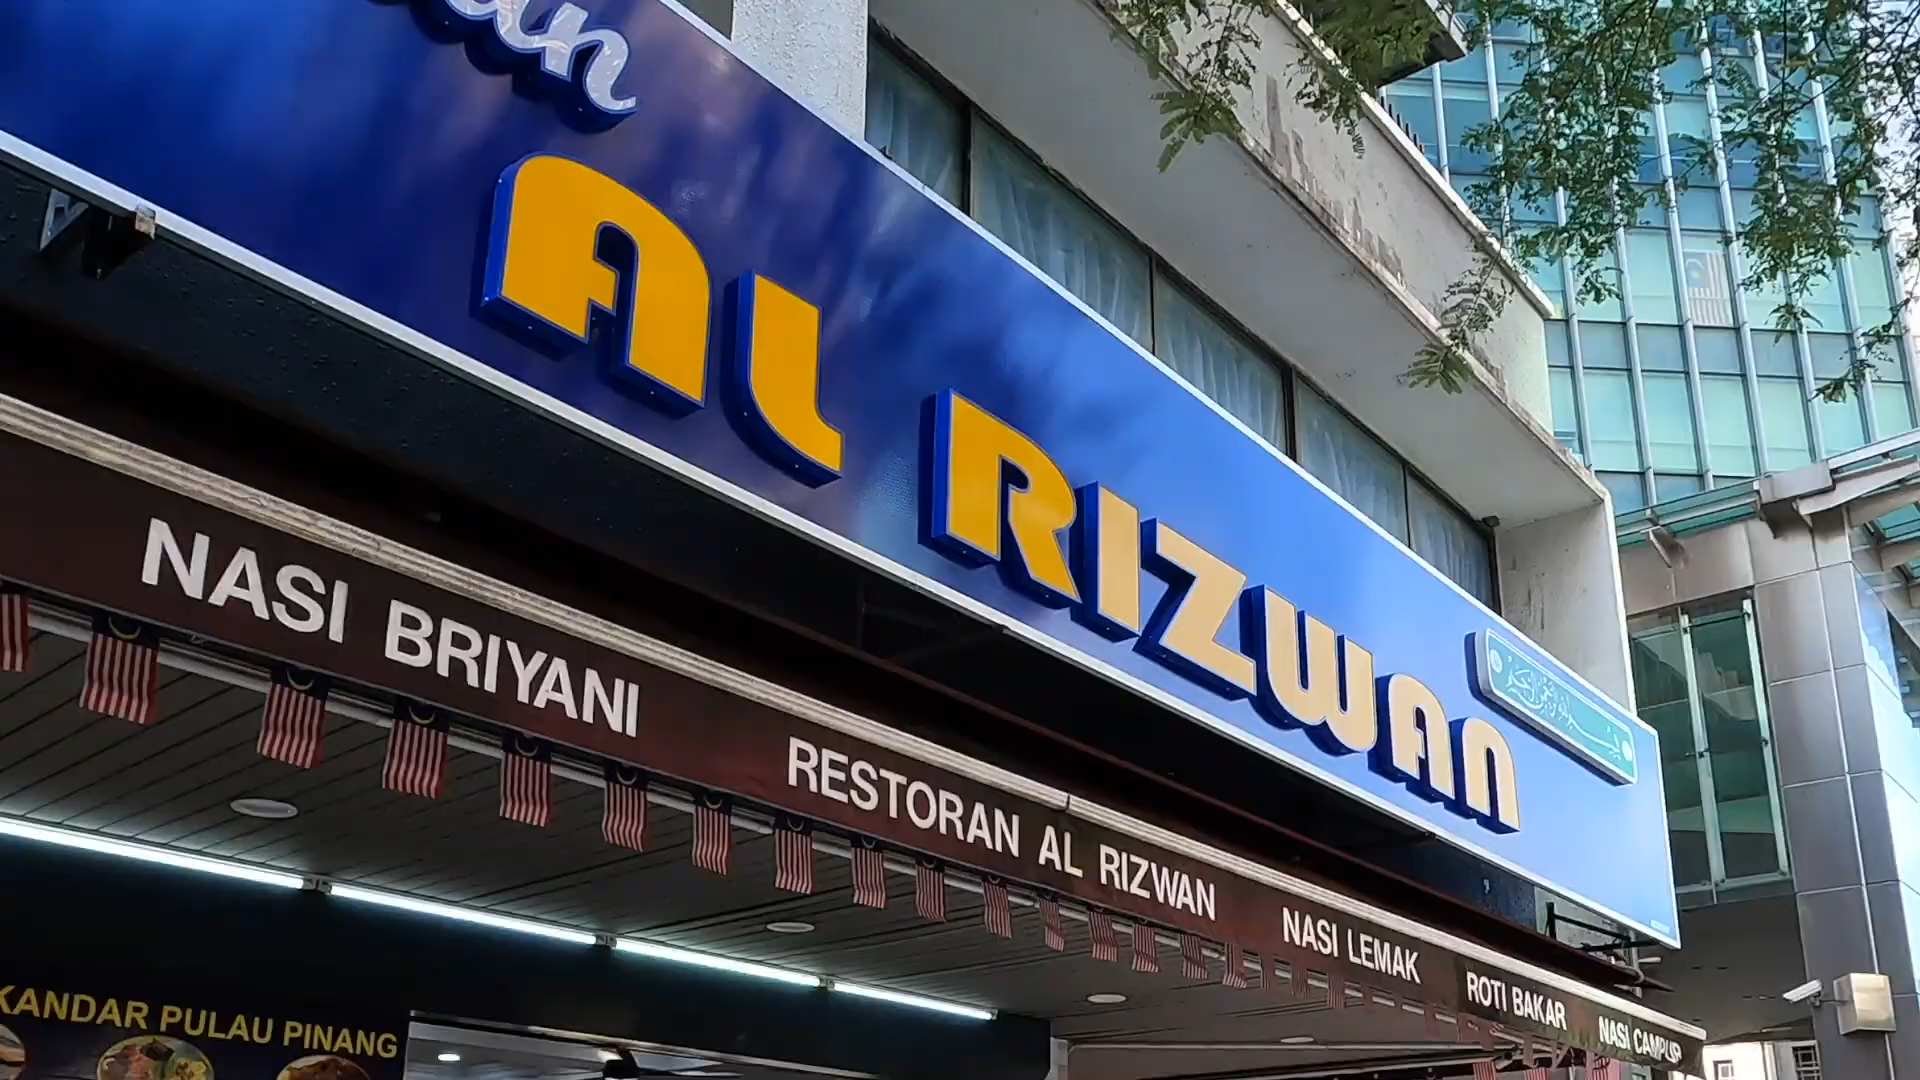 AL RIZWAN
NASI BRIYANI
RESTORAN AL RIZWAN
NASI LEMAK
ROTI BAKAR
NASI CAMPUR
KANDAR PULAU PINANG